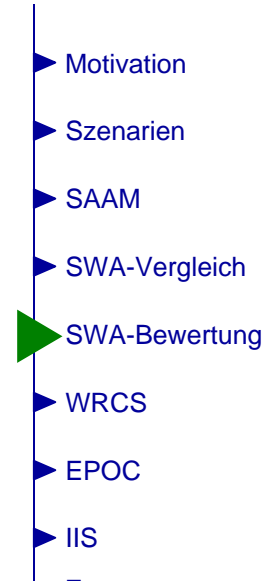 Motivation
Szenarien
SAAM
SWA-Vergleich
SWA-Bewertung
WRCS
EPOC
IIS